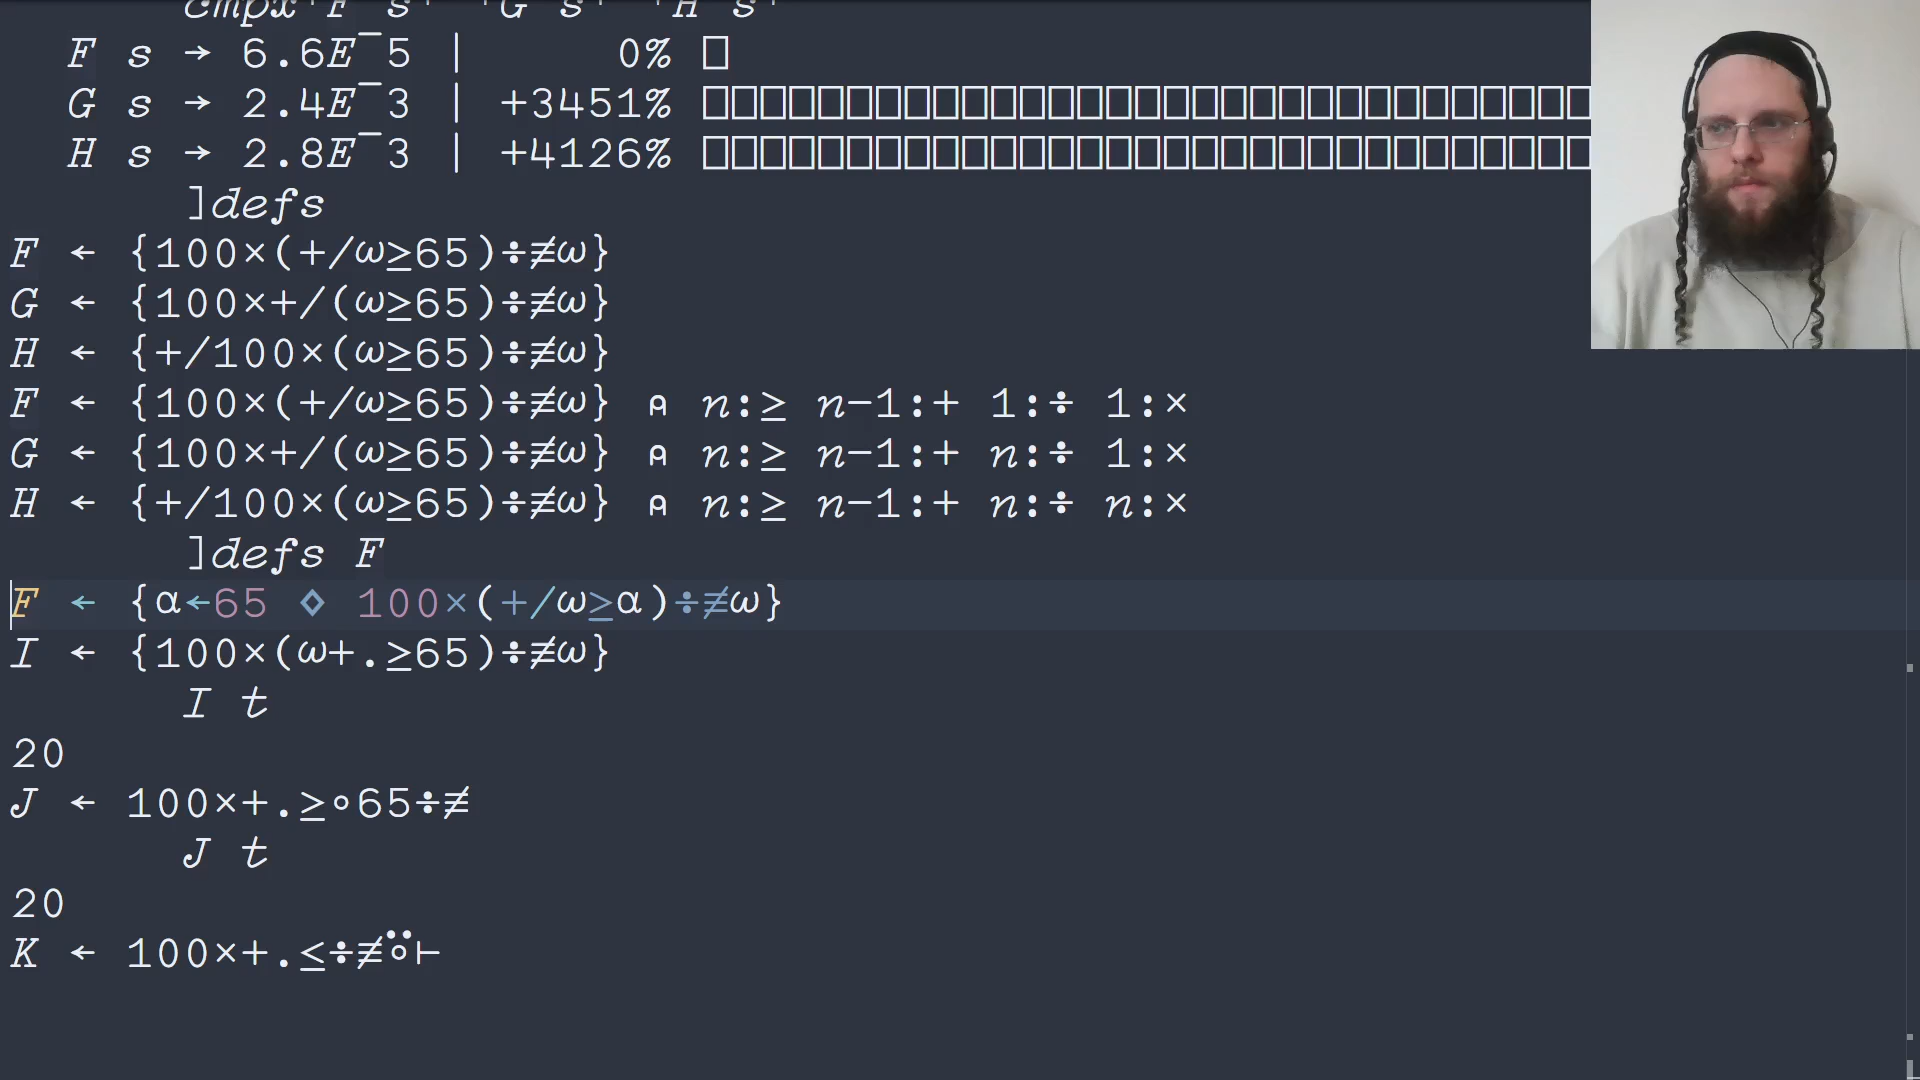 cmpx'F s' 'G s' 'H s'
F s → 6.6E¯5 |     0% ⎕
G s → 2.4E¯3 | +3451% ⎕⎕⎕⎕⎕⎕⎕⎕⎕⎕⎕⎕⎕⎕⎕⎕⎕⎕⎕⎕⎕⎕⎕⎕⎕⎕⎕⎕⎕⎕⎕
H s → 2.8E¯3 | +4126% ⎕⎕⎕⎕⎕⎕⎕⎕⎕⎕⎕⎕⎕⎕⎕⎕⎕⎕⎕⎕⎕⎕⎕⎕⎕⎕⎕⎕⎕⎕⎕
]defs
F ← {100×(+/⍵≥65)÷≢⍵}
G ← {100×+/(⍵≥65)÷≢⍵}
H ← {+/100×(⍵≥65)÷≢⍵}
F ← {100×(+/⍵≥65)÷≢⍵} ⍝ n:≥ n-1:+ 1:÷ 1:×
G ← {100×+/(⍵≥65)÷≢⍵} ⍝ n:≥ n-1:+ n:÷ 1:×
H ← {+/100×(⍵≥65)÷≢⍵} ⍝ n:≥ n-1:+ n:÷ n:×
]defs F
F ← {⍺←65 ⋄ 100×(+/⍵≥⍺)÷≢⍵}
I ← {100×(⍵+.≥65)÷≢⍵}
I t
20
J ← 100×+.≥∘65÷≢
J t
20
K ← 100×+.≤÷≢⍤⊢